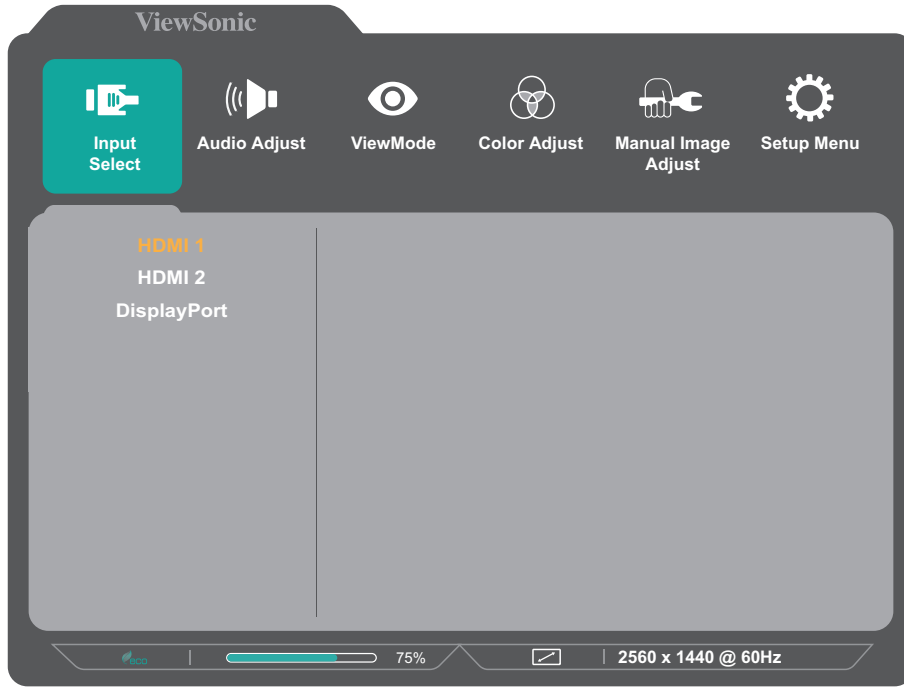 ViewSonic
Input
Select
Audio Adjust
ViewMode
Color Adjust
Manual Image
Adjust
Setup Menu
HDMI 1
HDMI 2
DisplayPort
eco
75%
2560 x 1440 @ 60Hz